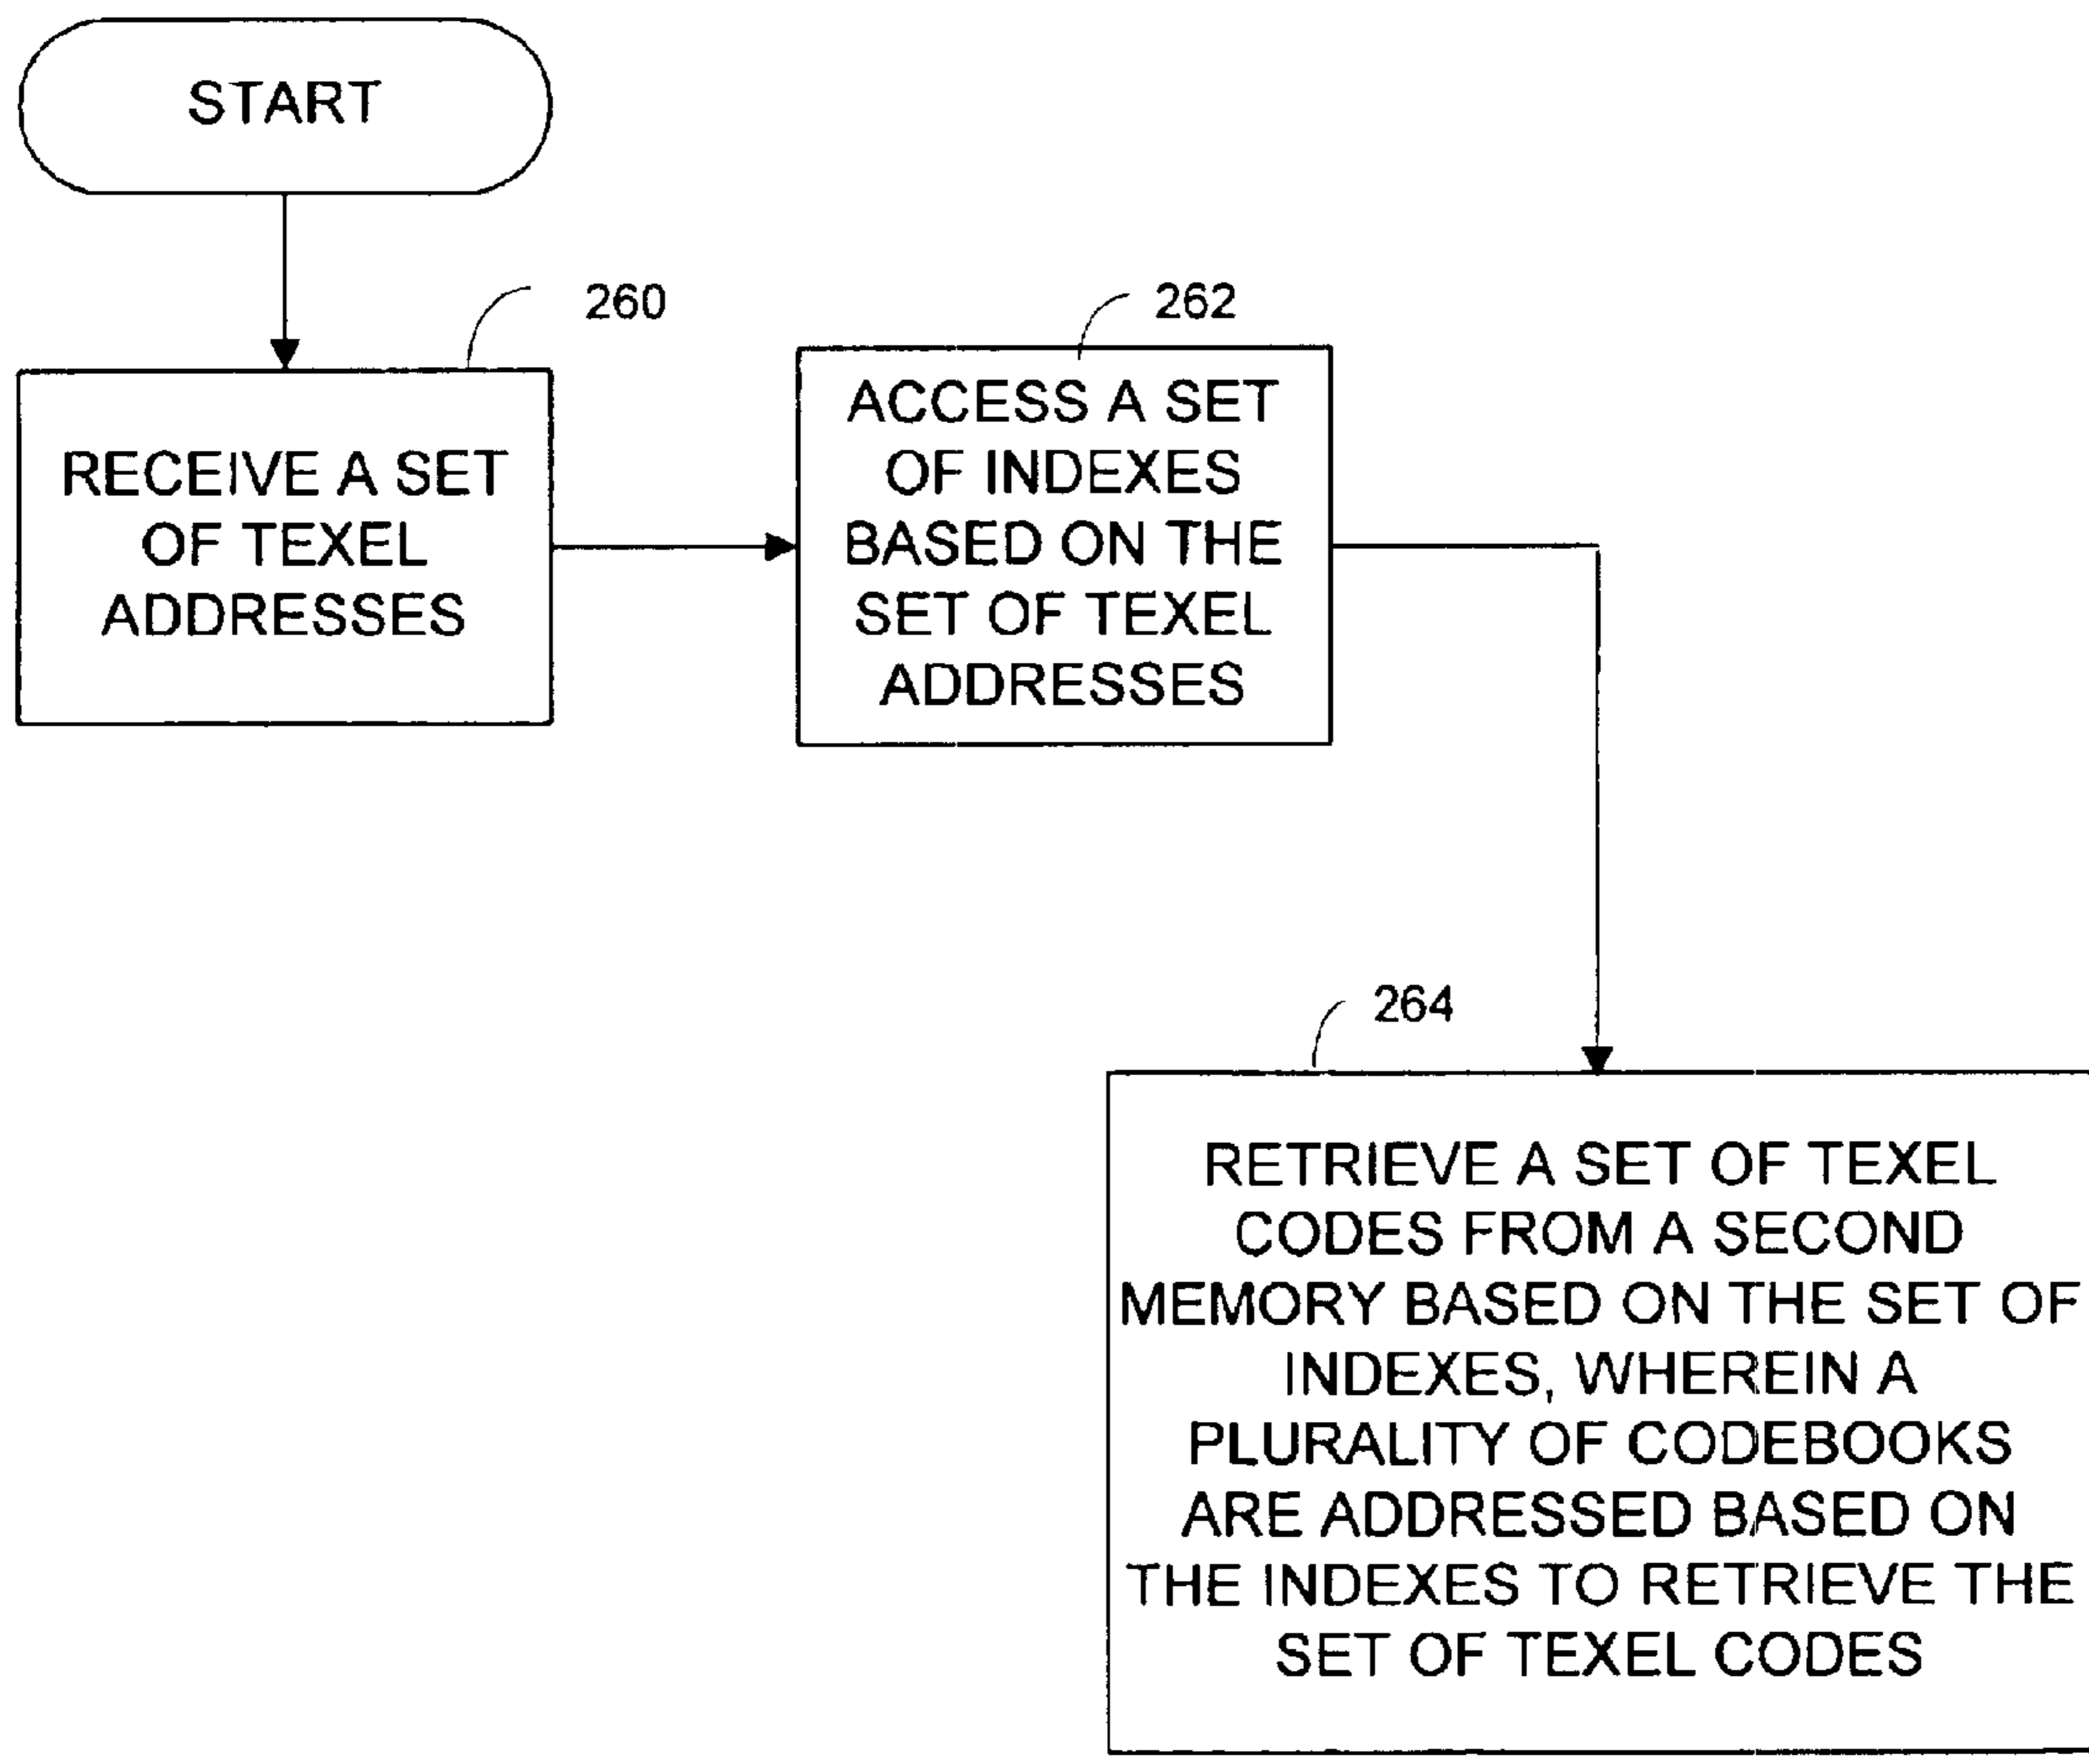 START
260
RECEIVE A SET
OF TEXEL
ADDRESSES
262
ACCESS A SET
OF INDEXES
BASED ON THE
SET OF TEXEL
ADDRESSES
264
RETRIEVE A SET OF TEXEL
CODES FROM A SECOND
MEMORY BASED ON THE SET OF
INDEXES, WHEREIN A
PLURALITY OF CODEBOOKS
ARE ADDRESSED BASED ON
THE INDEXES TO RETRIEVE THE
SET OF TEXEL CODES